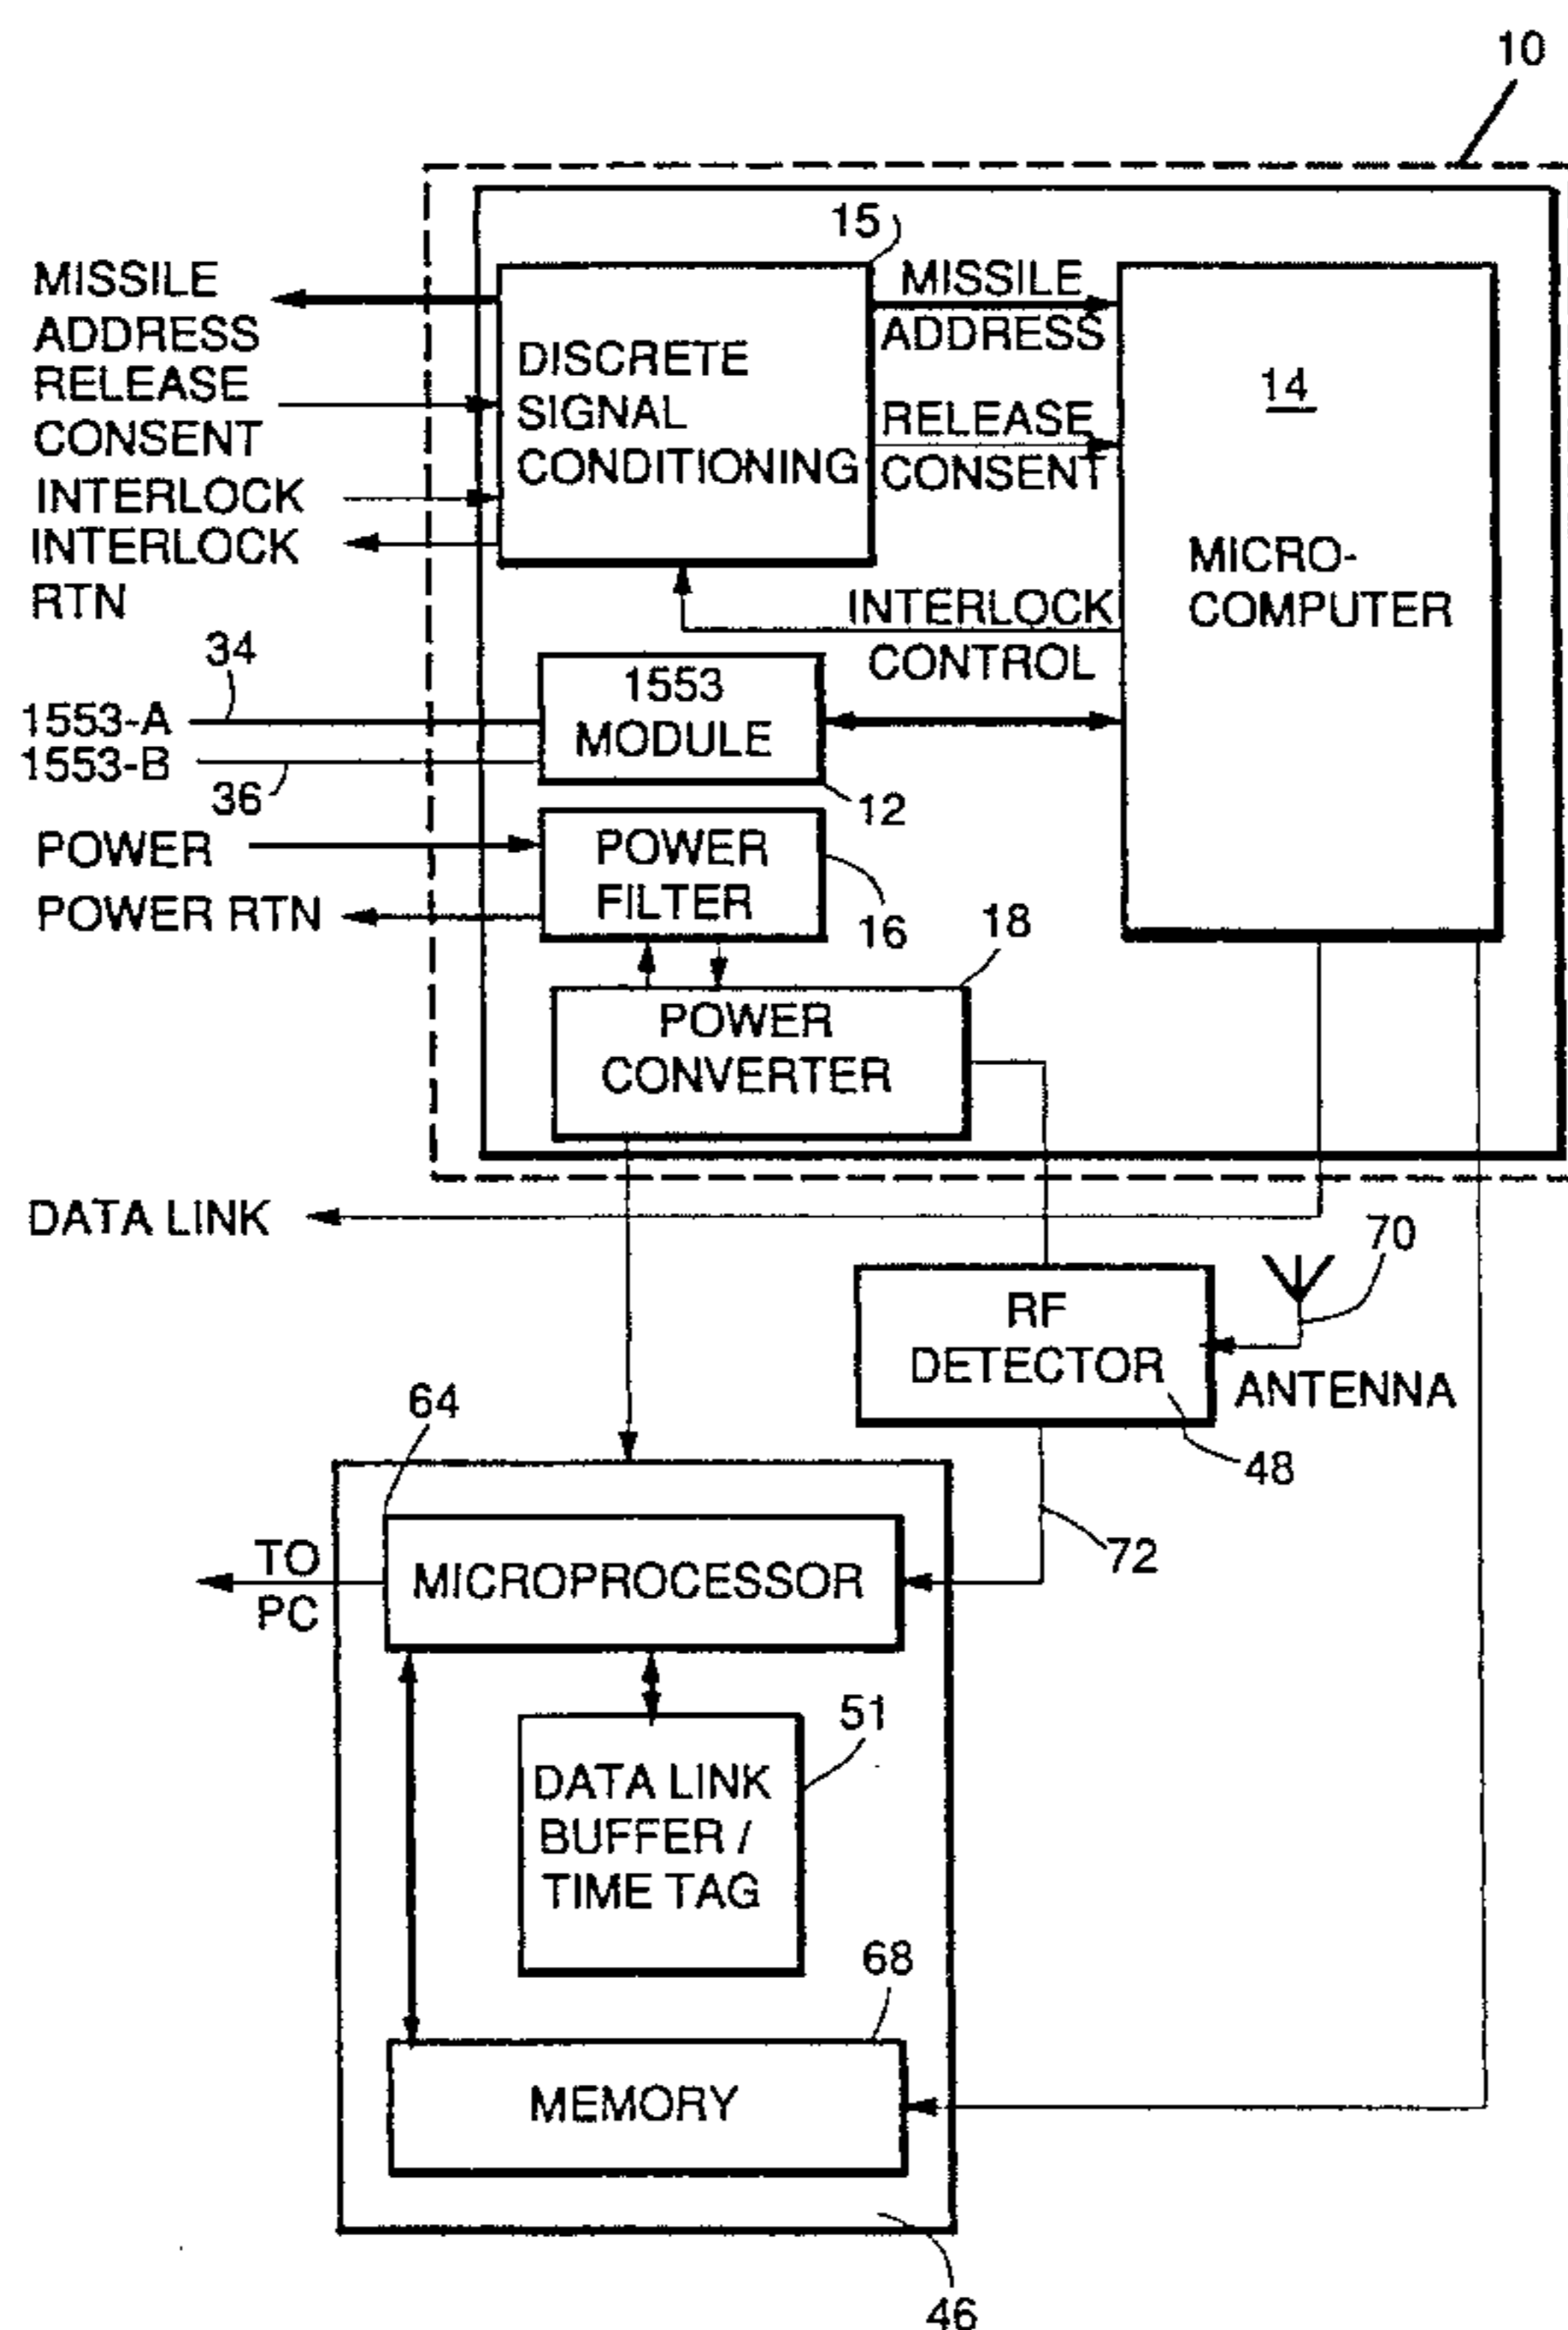 10
15
MISSILE
ADDRESS
RELEASE
CONSENT
INTERLOCK
INTERLOCK
RTN
DISCRETE
SIGNAL
CONDITIONING
MISSILE
ADDRESS
RELEASE
CONSENT
14
MICRO-
COMPUTER
INTERLOCK
CONTROL
34
1553-A
1553-B
36
1553
MODULE
12
POWER
POWER RTN
POWER
FILTER
16
18
POWER
CONVERTER
DATA LINK
70
RF
DETECTOR
ANTENNA
48
64
72
TO
PC
MICROPROCESSOR
51
DATA LINK
BUFFER /
TIME TAG
68
MEMORY
46